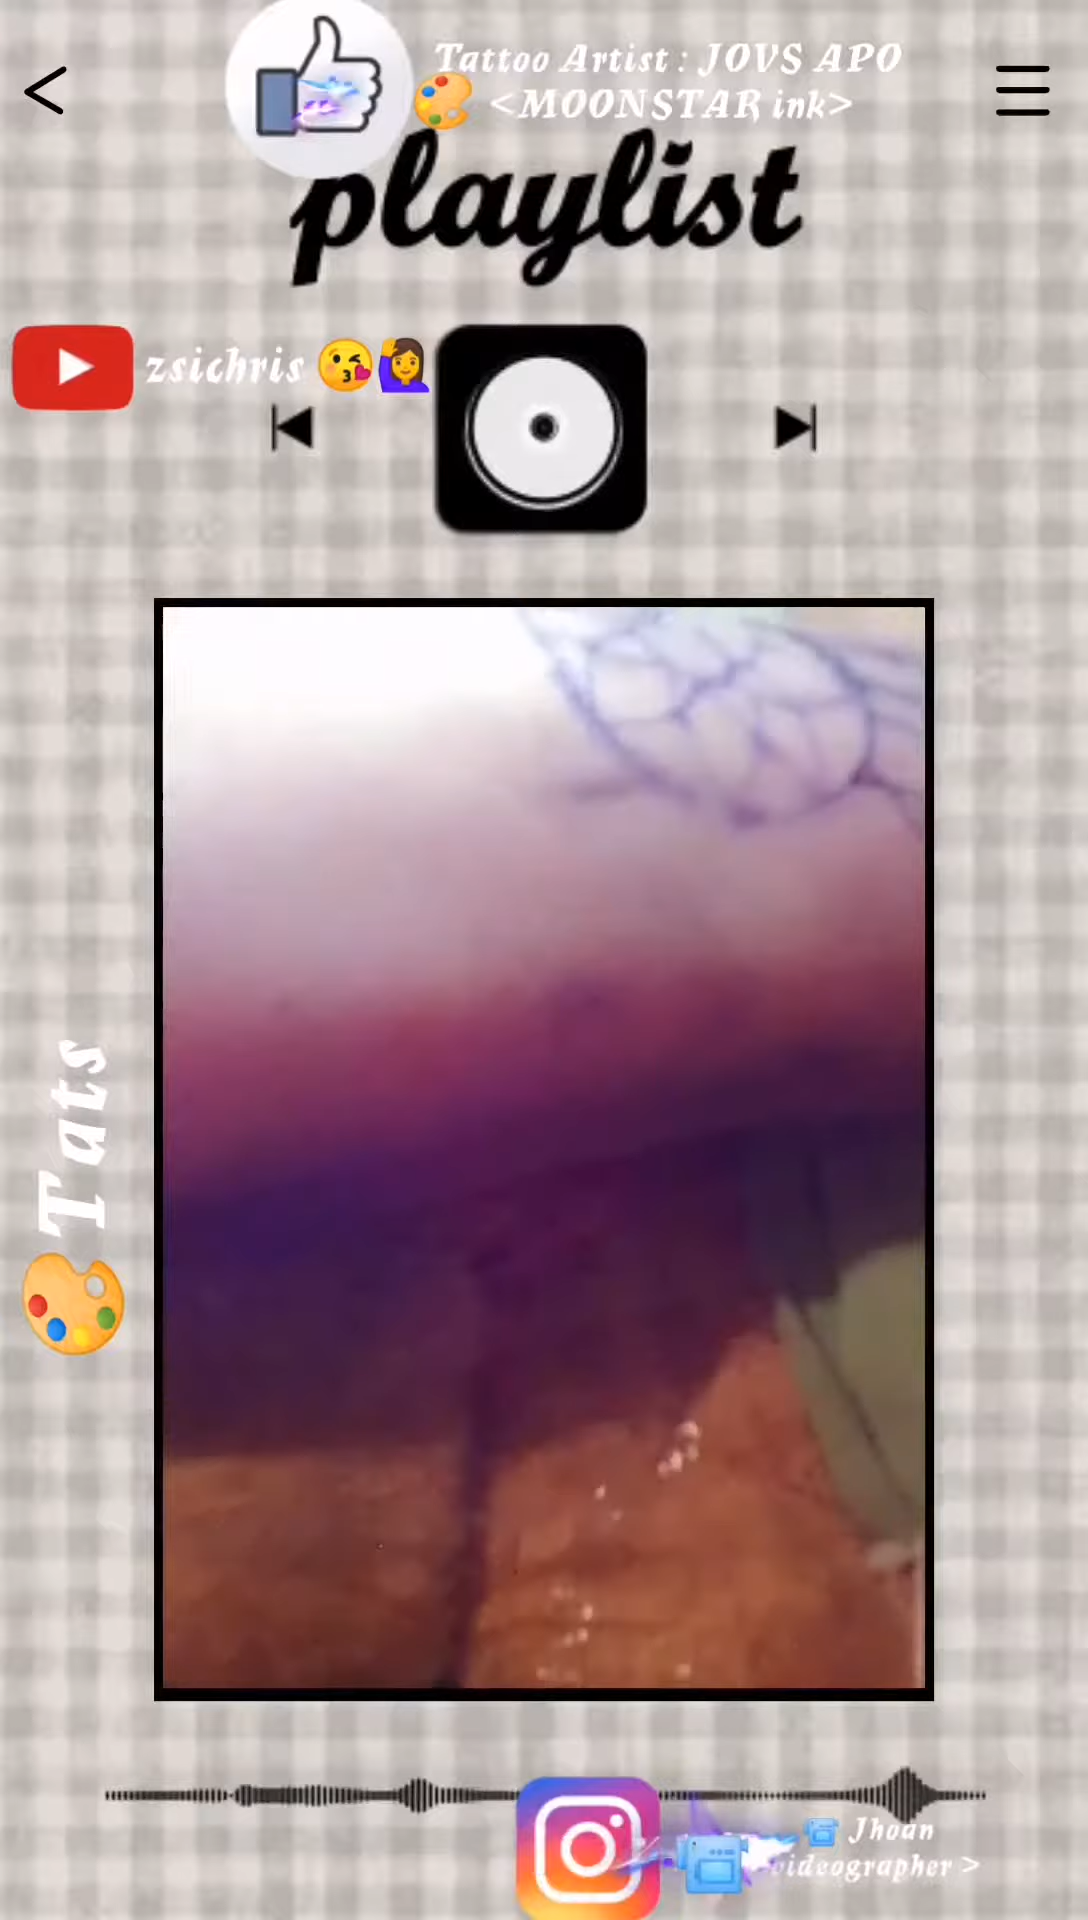 Tattoo Artist : JOVS APO
<MOONSTAR ink>
playlist
zsichris
Tats
Jhoan
videographer >